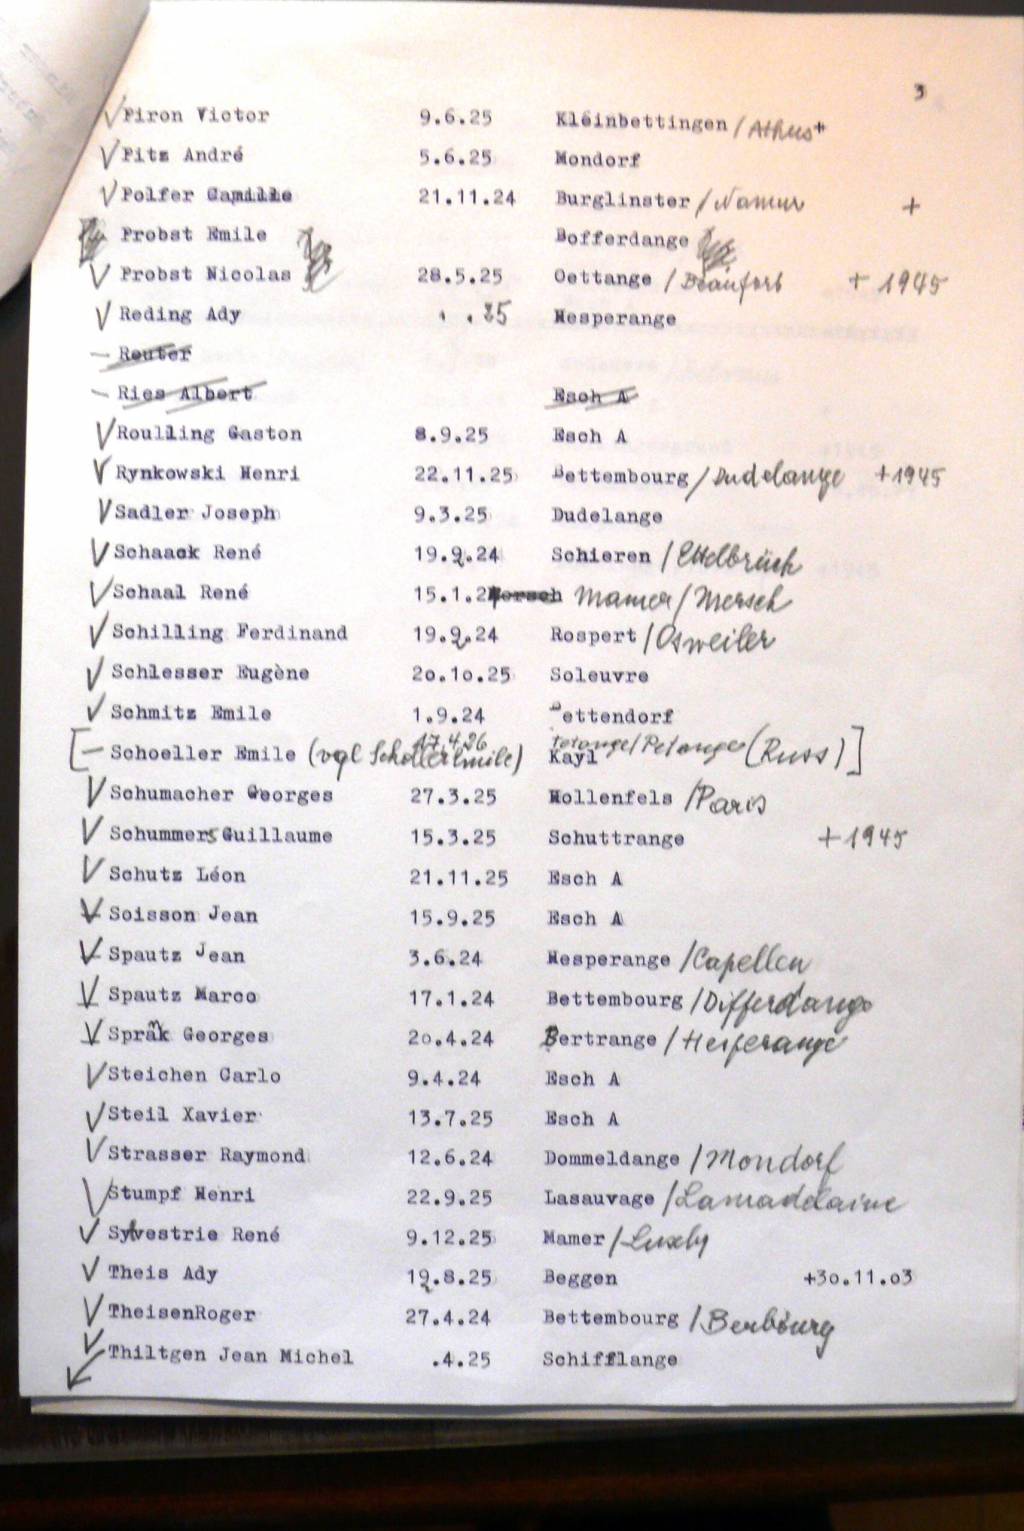 3
√ Piron Victor 9.6.25 Kleinbettingen /Athus+
√ Pitz André 5.6.25 Mondorf
√ Polfer Camille 21.11.24 Burglinster /Namur +
Probst Emile Bofferdange
√ Probst Nicolas 28.5.25 Oettange /Beaufort + 1945
√ Reding Ady . .25 Hesperange
— Reuter
— Ries Albert Esch A
√ Roulling Gaston 8.9.25 Esch A
√ Rynkowski Henri 22.11.25 Bettembourg /Dudelange +1945
√ Sadler Joseph 9.3.25 Dudelange
√ Schaack René 19.2.24 Schieren /Ettelbrück
√ Schaal René 15.1.2 Mersch Mamer/Mersch
√ Schilling Ferdinand 19.2.24 Rospert /Osweiler
√ Schlesser Eugène 20.10.25 Soleuvre
√ Schmitz Emile 1.9.24 Bettendorf
17.4.26 Petange
[— Schoeller Emile (vgl Scholler Emile) Kayl (Russ)]
√ Schumacher Georges 27.3.25 Hollenfels /Paris
√ Schummers Guillaume 15.3.25 Schuttrange +1945
√ Schutz Léon 21.11.25 Esch A
√ Soisson Jean 15.9.25 Esch A
√ Spautz Jean 3.6.24 Hesperange /Capellen
√ Spautz Marco 17.1.24 Bettembourg /Differdange
√ Sprânk Georges 20.4.24 Bertrange /Hesperange
√ Steichen Carlo 9.4.24 Esch A
√ Steil Xavier 13.7.25 Esch A
√ Strasser Raymond 12.6.24 Dommeldange /Mondorf
√ Stumpf Henri 22.9.25 Lasauvage /Lamadelaine
√ Sylvestrie René 9.12.25 Mamer /Luxbg
√ Theis Ady 19.8.25 Beggen +30.11.03
√ TheisenRoger 27.4.24 Bettembourg /Berbourg
√ Thiltgen Jean Michel .4.25 Schifflange